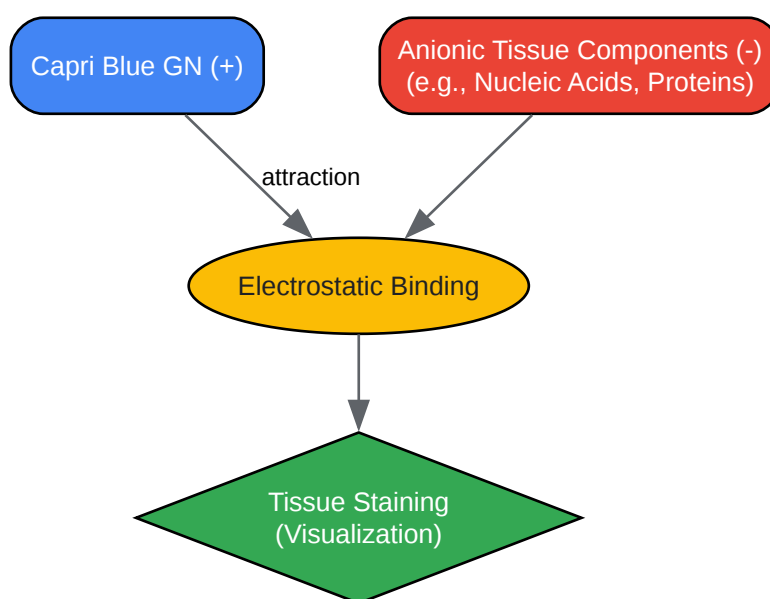 Capri Blue GN (+)
Anionic Tissue Components (-)
(e.g., Nucleic Acids, Proteins)
attraction
Electrostatic Binding
Tissue Staining
(Visualization)